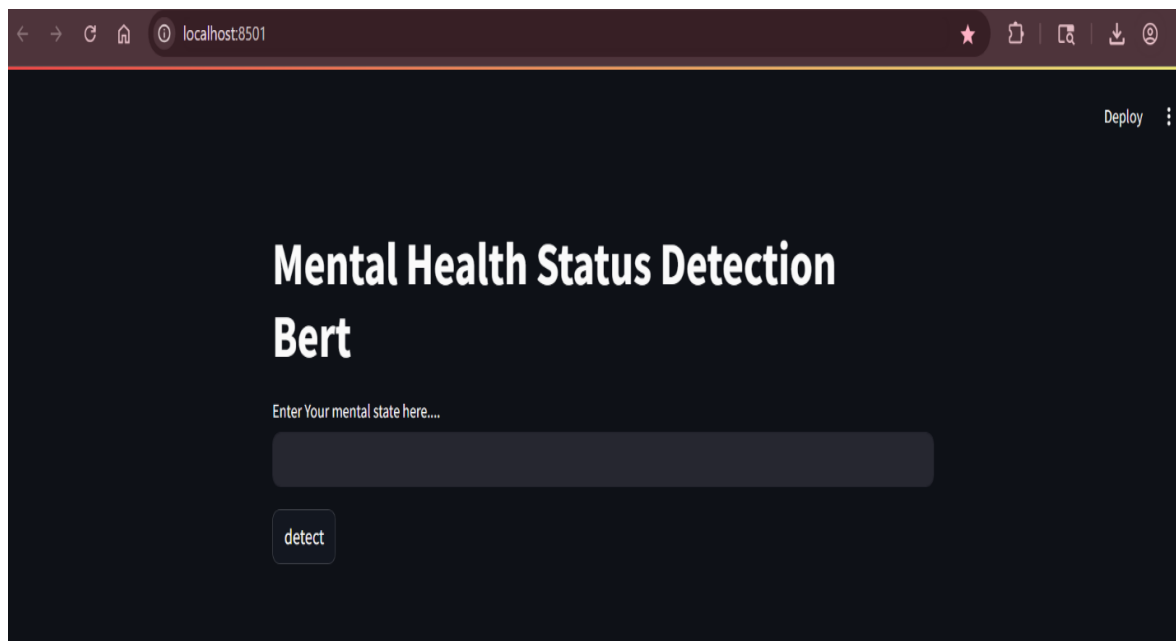 localhost:8501
Deploy
Mental Health Status Detection
Bert
Enter Your mental state here....
detect